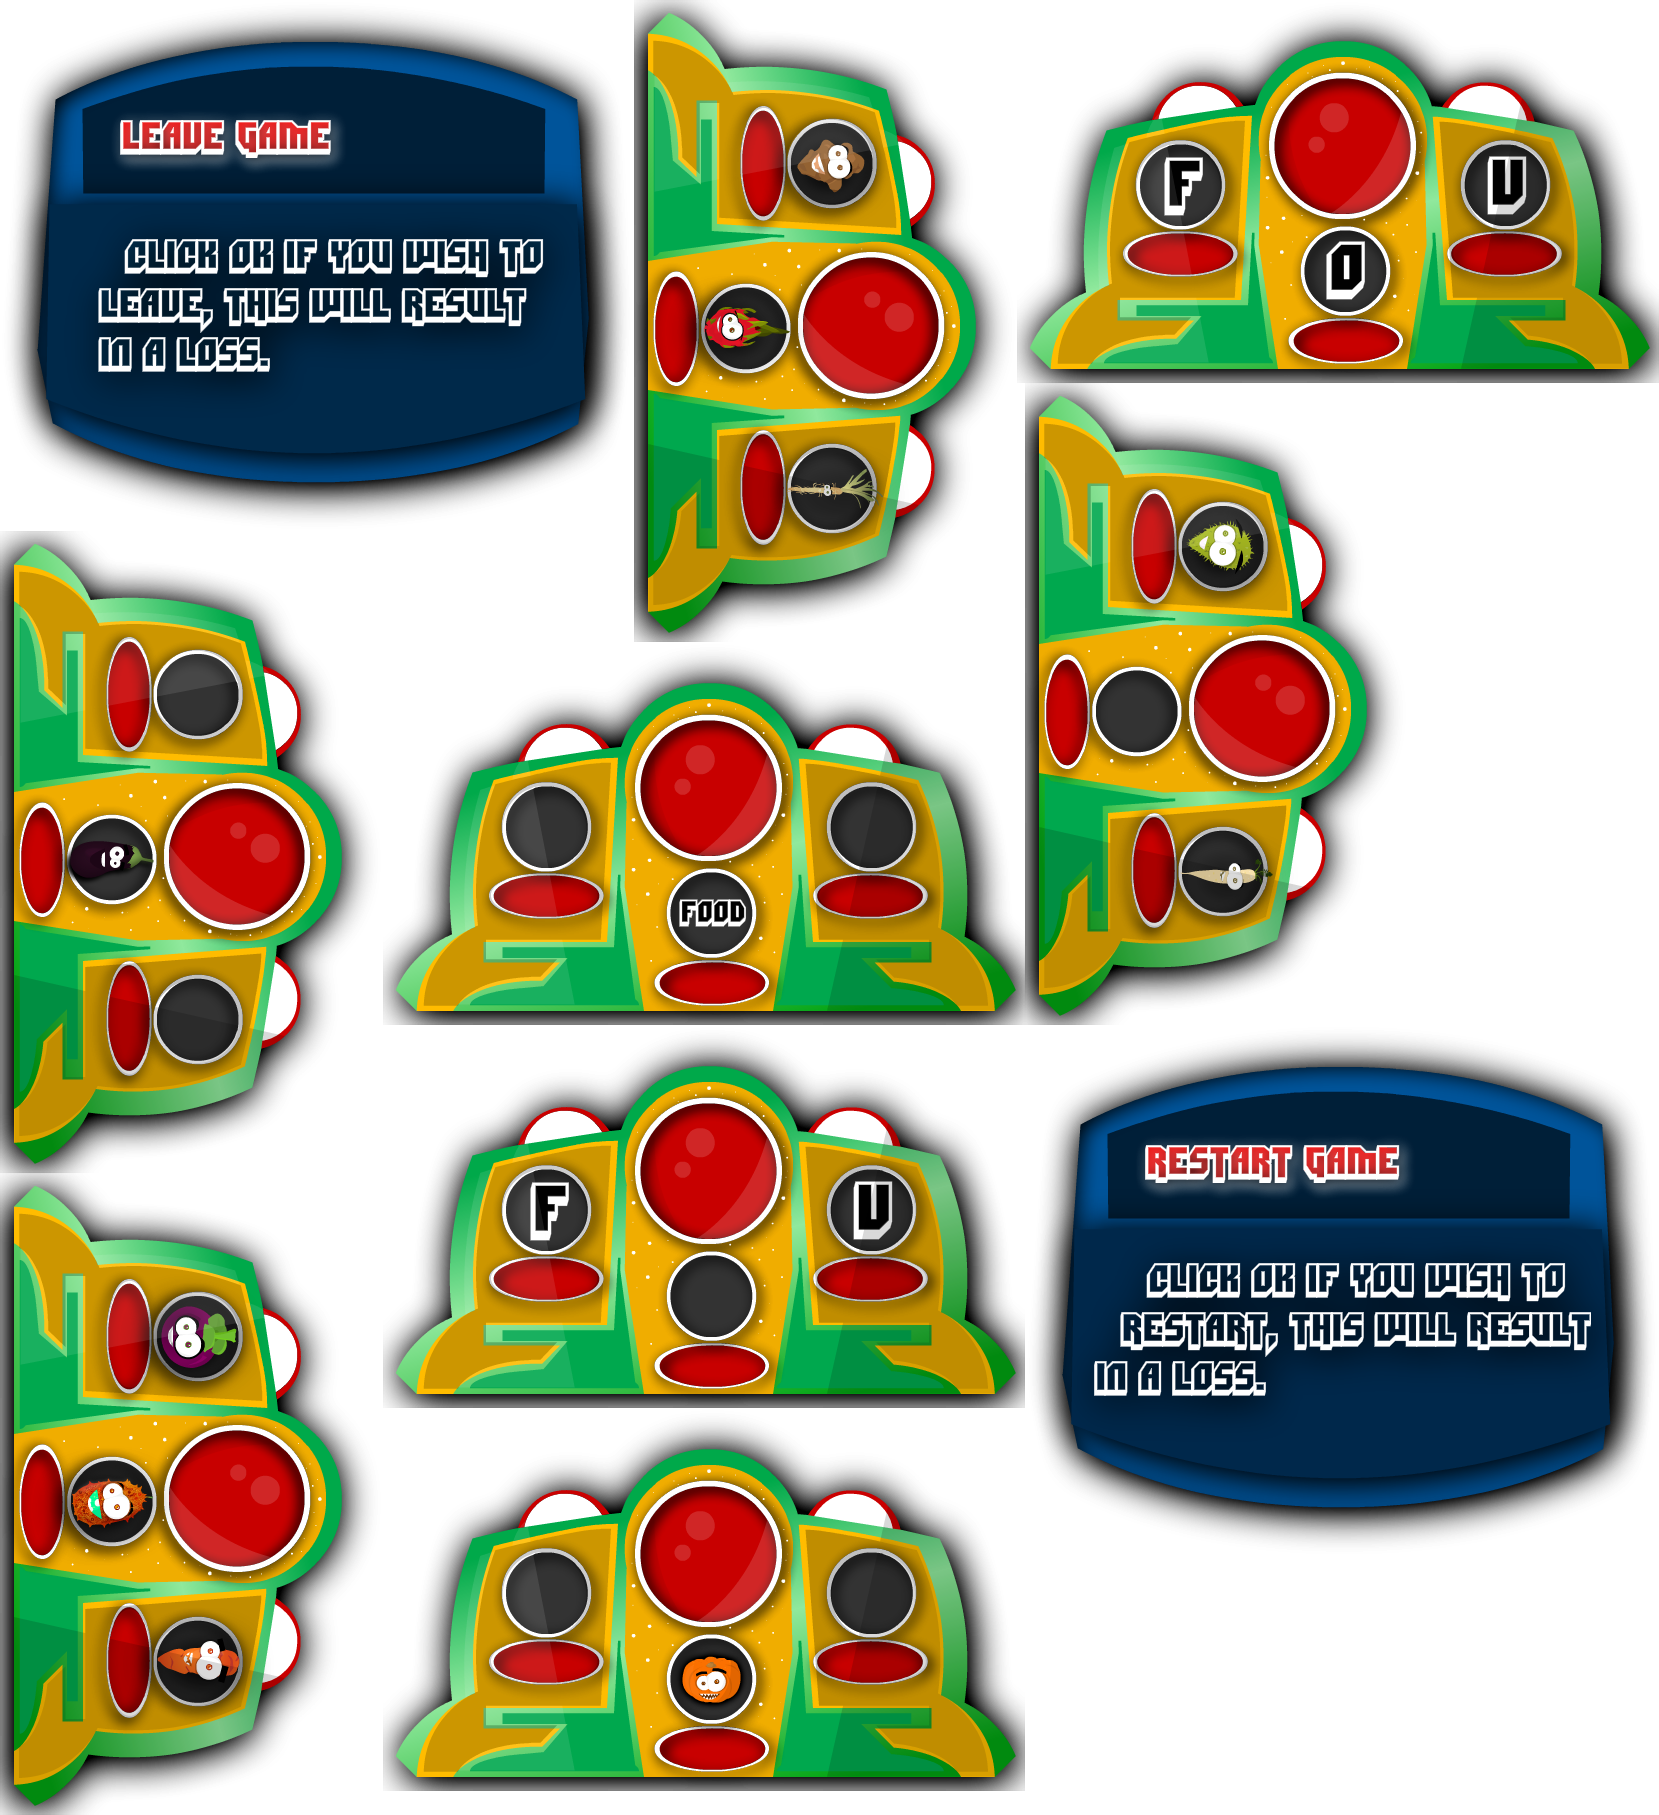 LEAVE GAME
CLICK OK IF YOU WISH TO
LEAVE, THIS WILL RESULT
IN A LOSS.
F
U
O
FOOD
F
U
RESTART GAME
CLICK OK IF YOU WISH TO
RESTART, THIS WILL RESULT
IN A LOSS.